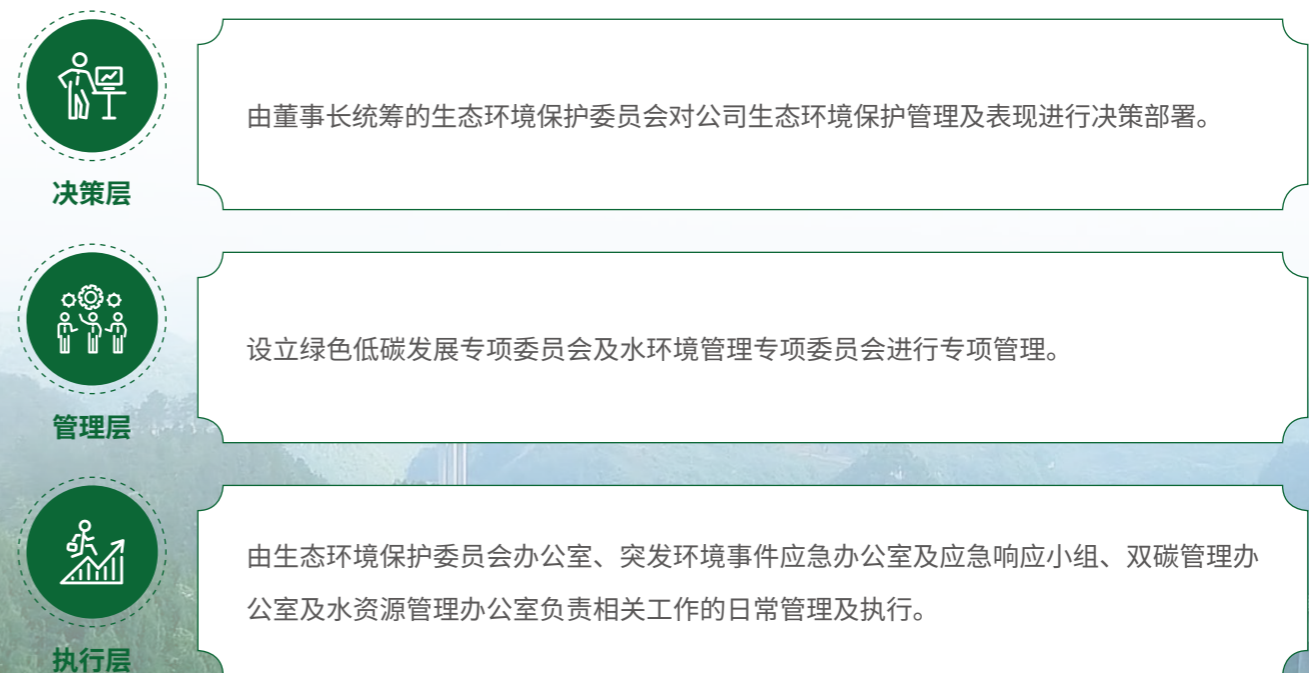 由董事长统筹的生态环境保护委员会对公司生态环境保护管理及表现进行决策部署。
决策层
设立绿色低碳发展专项委员会及水环境管理专项委员会进行专项管理。
管理层
由生态环境保护委员会办公室、突发环境事件应急办公室及应急响应小组、双碳管理办
公室及水资源管理办公室负责相关工作的日常管理及执行。
执行层